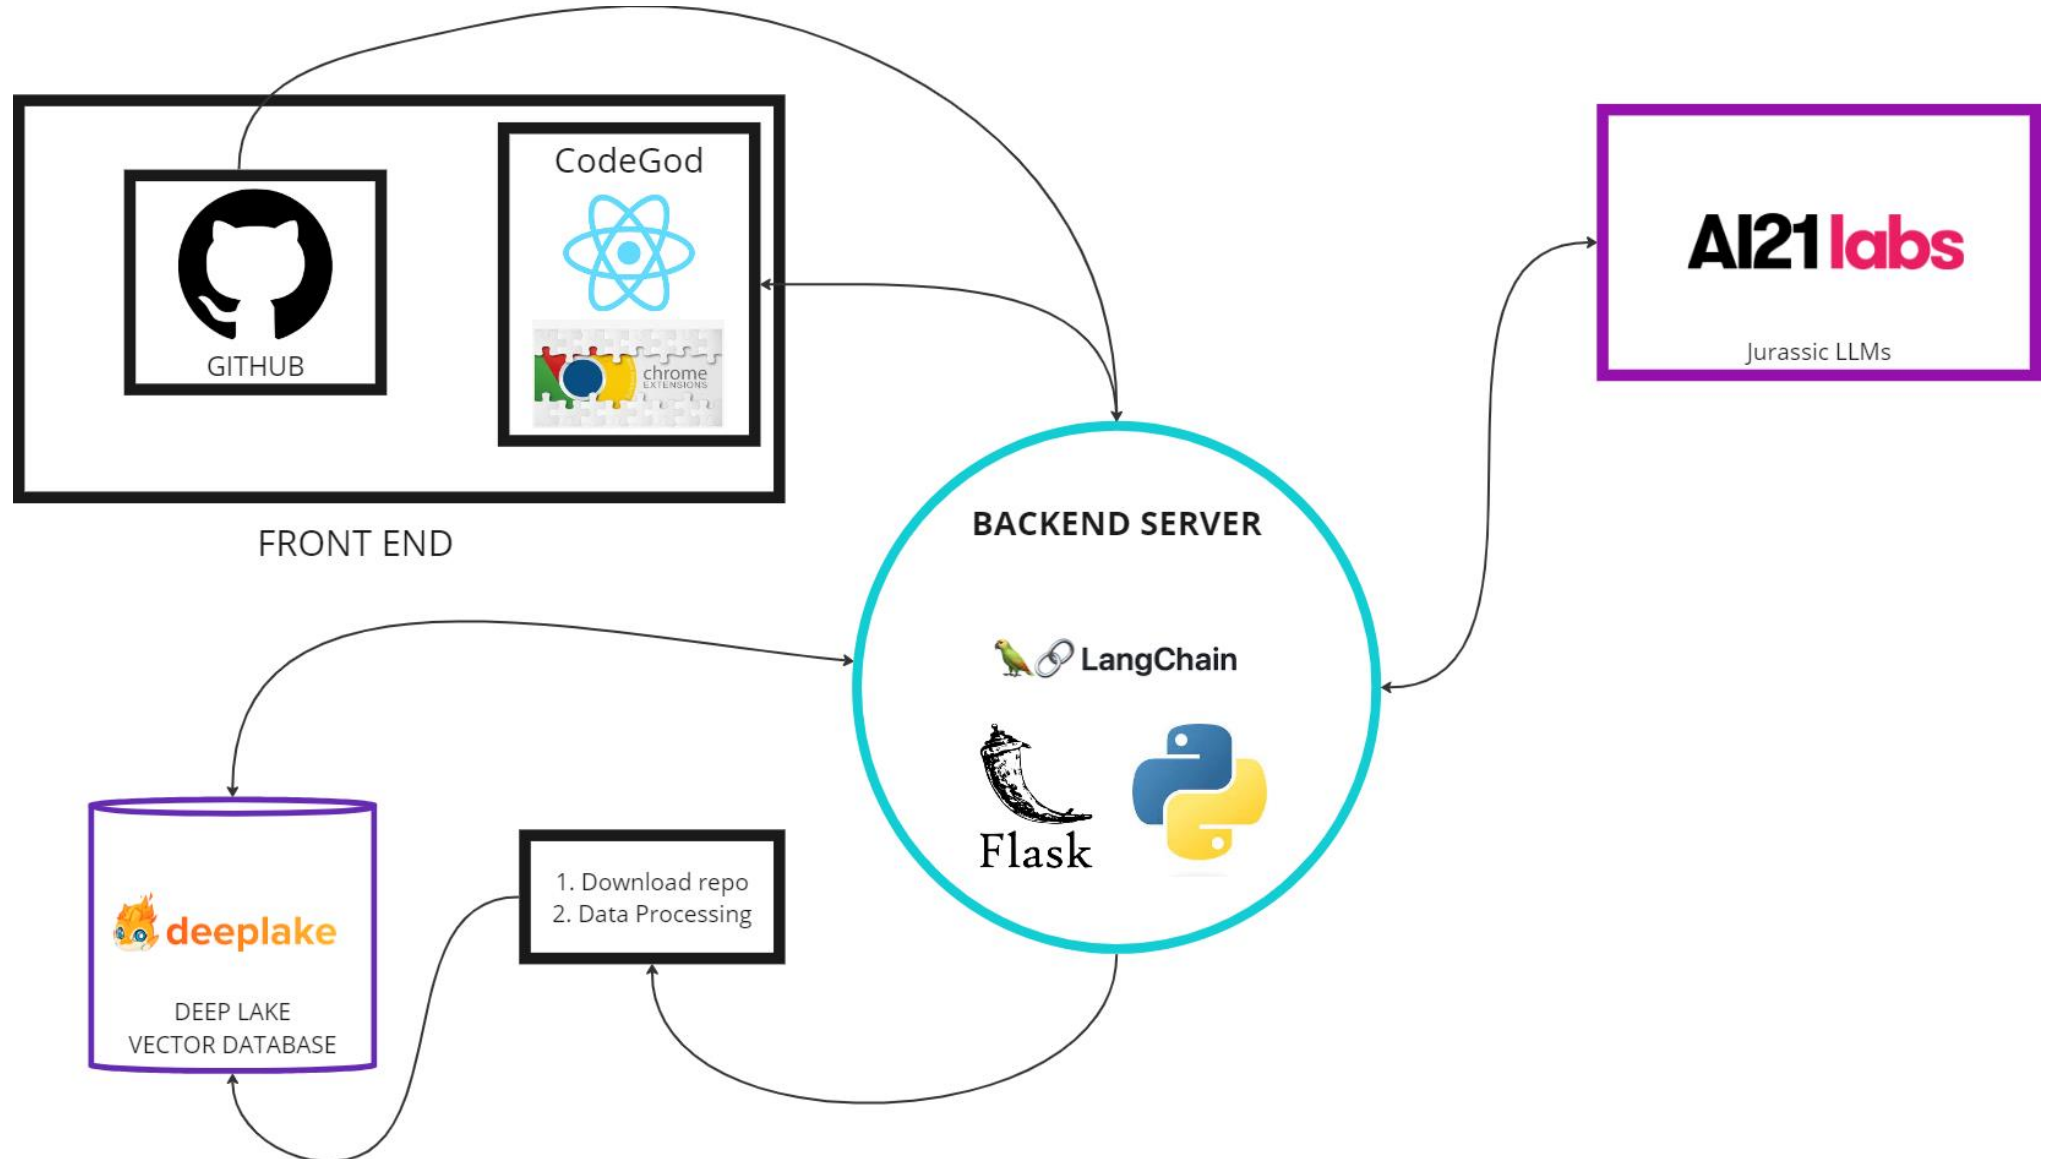 CodeGod
GITHUB
chrome
EXTENSIONS
FRONT END
AI21labs
Jurassic LLMs
BACKEND SERVER
LangChain
Flask
deeplake
DEEP LAKE
VECTOR DATABASE
1. Download repo
2. Data Processing